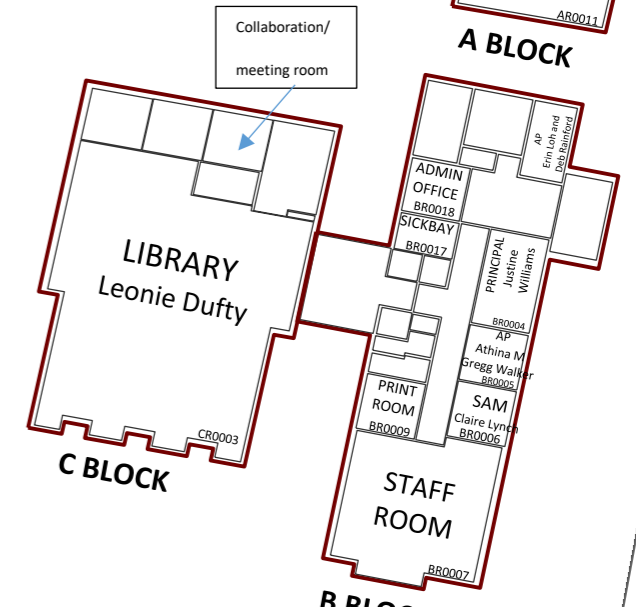 AR0011
A BLOCK
Collaboration/
meeting room
AP
Erin Loh and
Deb Rainford
ADMIN
OFFICE
BR0018
SICKBAY
BR0017
PRINCIPAL
Justine
Williams
BR0004
AP
Athina M
Gregg Walker
BR0005
SAM
Claire Lynch
BR0006
PRINT
ROOM
BR0009
STAFF
ROOM
BR0007
LIBRARY
Leonie Dufty
CR0003
C BLOCK